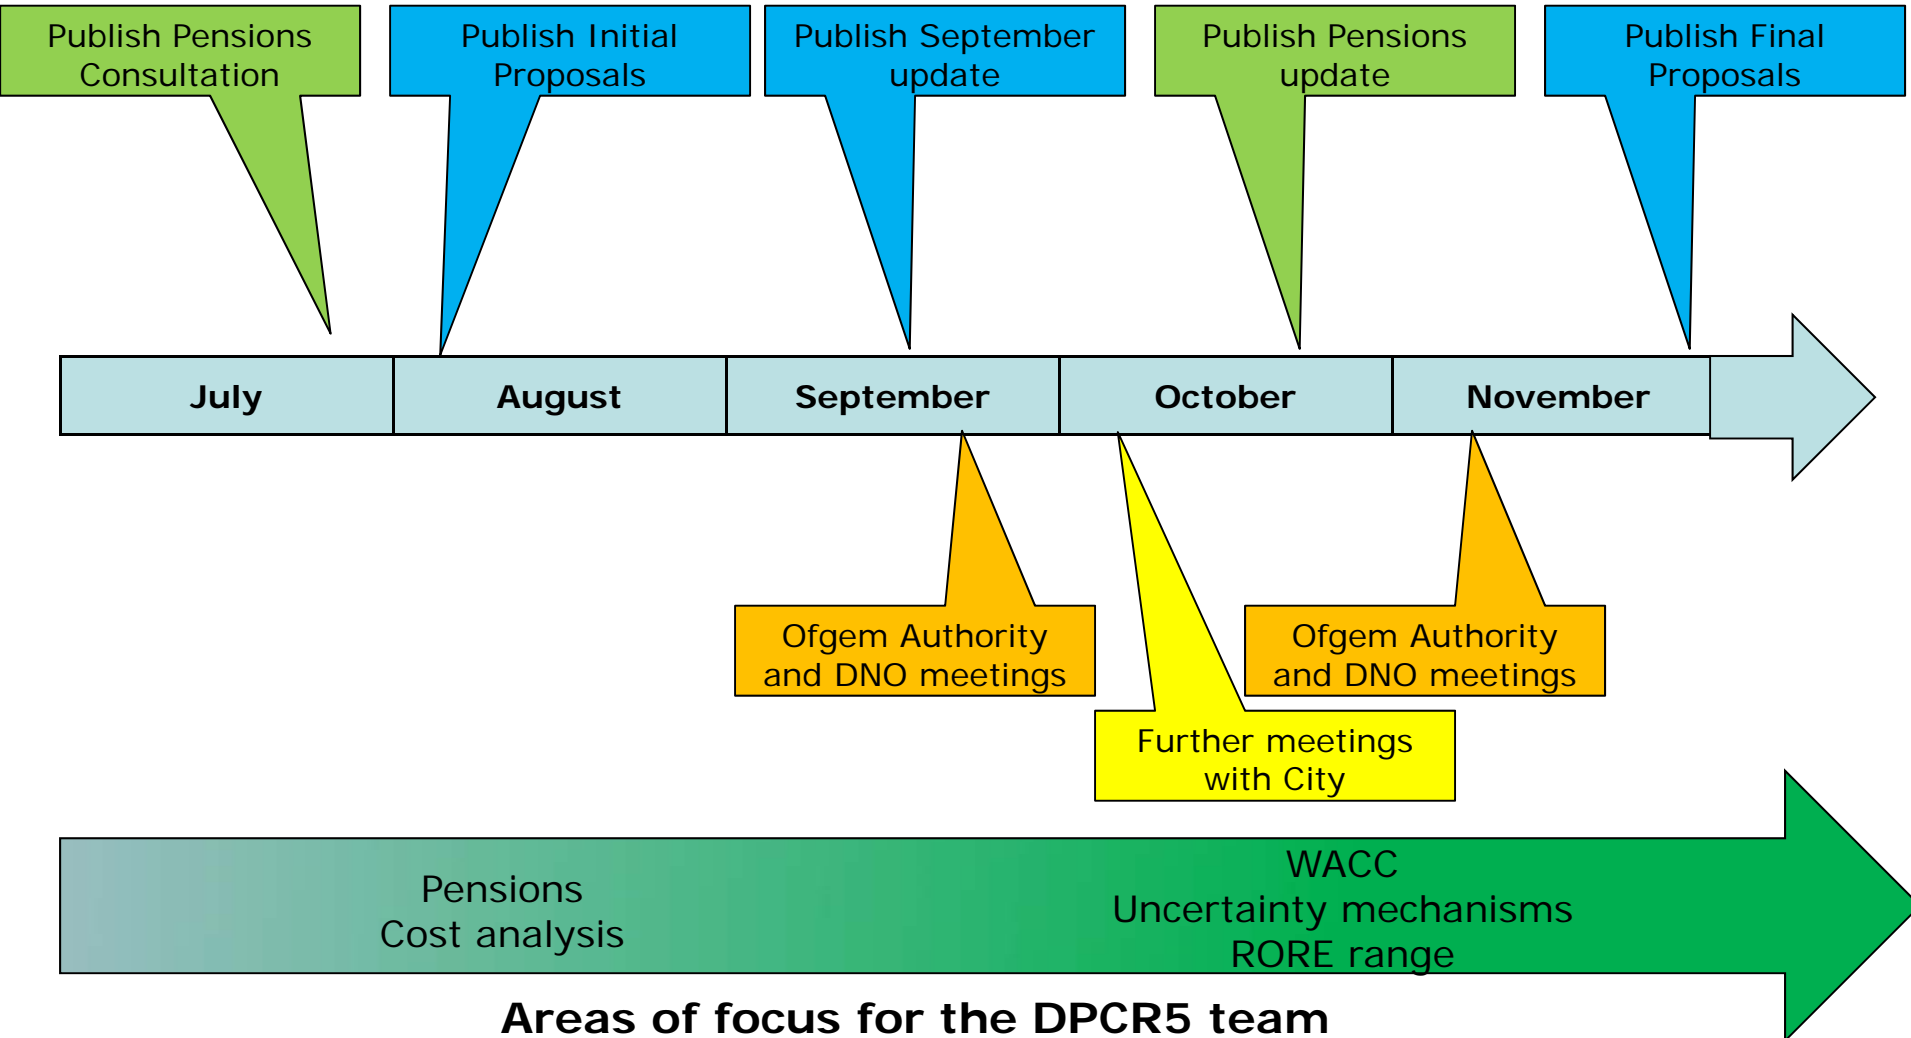 Publish Pensions
Consultation
Publish Initial
Proposals
Publish September
update
Publish Pensions
update
Publish Final
Proposals
July
August
September
October
November
Ofgem Authority
and DNO meetings
Further meetings
with City
Ofgem Authority
and DNO meetings
Pensions
Cost analysis
WACC
Uncertainty mechanisms
RORE range
Areas of focus for the DPCR5 team